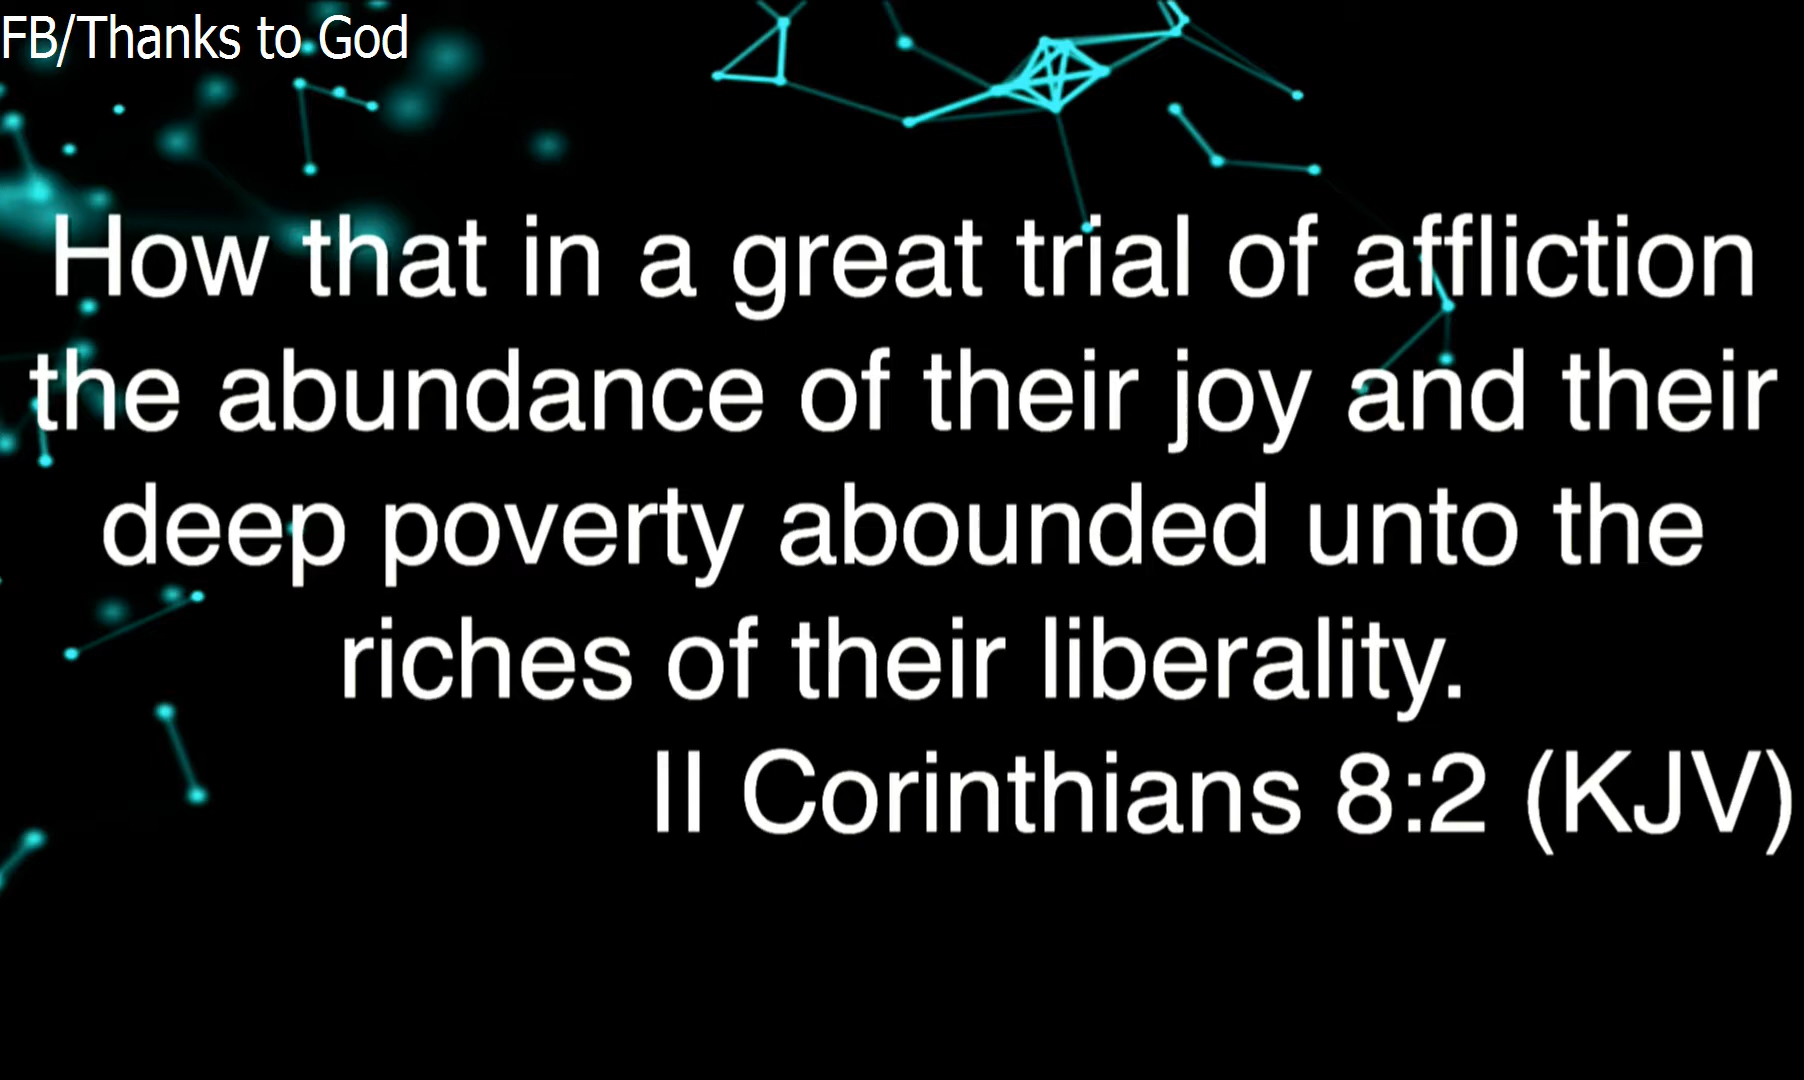 FB/Thanks to God
How that in a great trial of affliction
the abundance of their joy and their
deep poverty abounded unto the
riches of their liberality.
II Corinthians 8:2 (KJV)